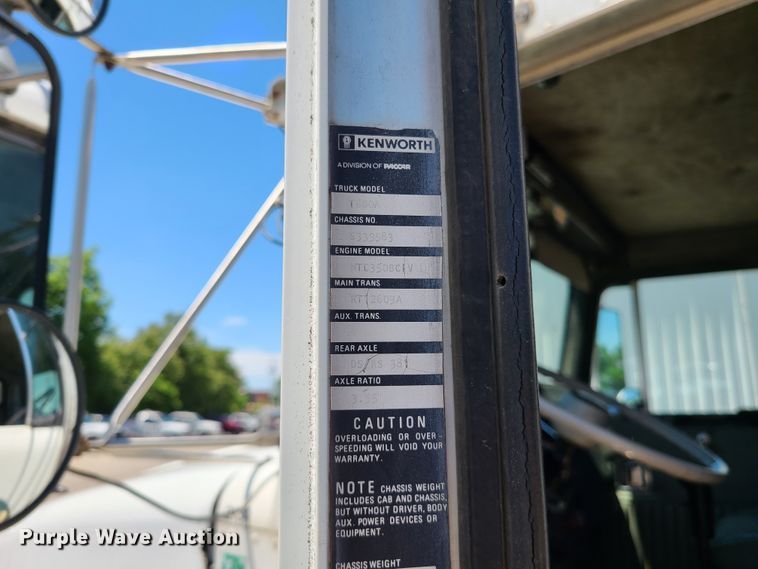 KENWORTH
A DIVISION OF PACCAR
TRUCK MODEL
CHASSIS NO.
S339583
ENGINE MODEL
MAIN TRANS
AUX. TRANS.
REAR AXLE
AXLE RATIO
CAUTION
OVERLOADING OR OVER-
SPEEDING WILL VOID YOUR
WARRANTY.
NOTE CHASSIS WEIGHT
INCLUDES CAB AND CHASSIS,
BUT WITHOUT DRIVER, BODY
AUX. POWER DEVICES OR
EQUIPMENT.
CHASSIS WEIGHT
Purple Wave Auction